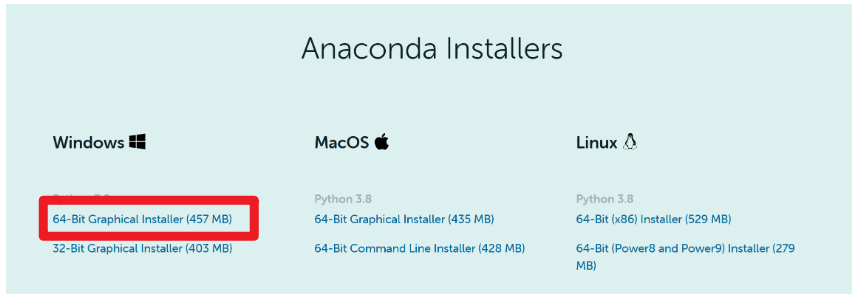 Anaconda Installers
Windows
MacOS
Linux
Python 3.8
Python 3.8
64-Bit Graphical Installer (457 MB)
64-Bit Graphical Installer (435 MB)
64-Bit (x86) Installer (529 MB)
32-Bit Graphical Installer (403 MB)
64-Bit Command Line Installer (428 MB)
64-Bit (Power8 and Power9) Installer (279
MB)